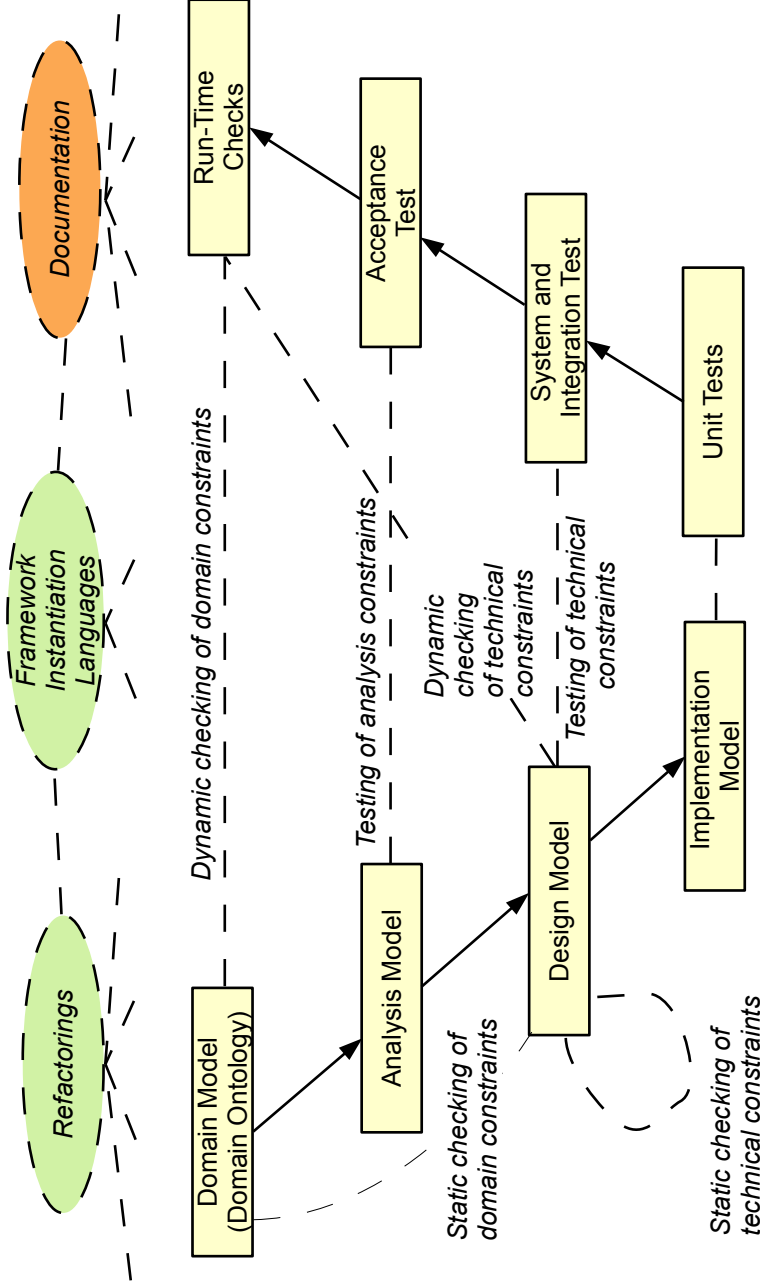 Refactorings
Framework
Instantiation
Languages
Documentation
Domain Model
(Domain Ontology)
Dynamic checking of domain constraints
Run-Time
Checks
Analysis Model
Testing of analysis constraints
Acceptance
Test
Static checking of
domain constraints
Dynamic
checking
of technical
constraints
Design Model
Testing of technical
constraints
System and
Integration Test
Static checking of
technical constraints
Implementation
Model
Unit Tests